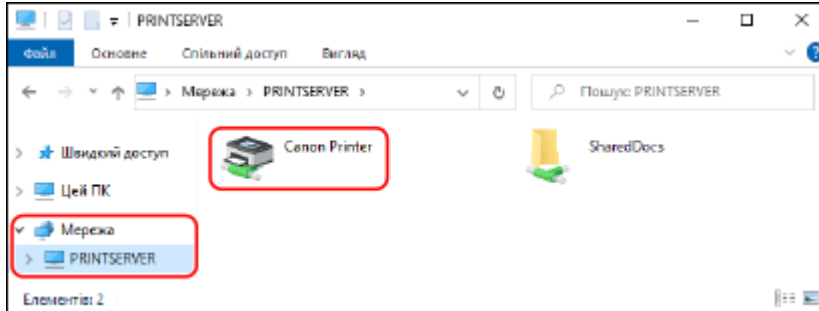 PRINTSERVER
Файл Основне Спільний доступ Вигляд
Мережа > PRINTSERVER > Пошук: PRINTSERVER
Швидкий доступ
Canon Printer
SharedDocs
Цей ПК
Мережа
PRINTSERVER
Елементів: 2